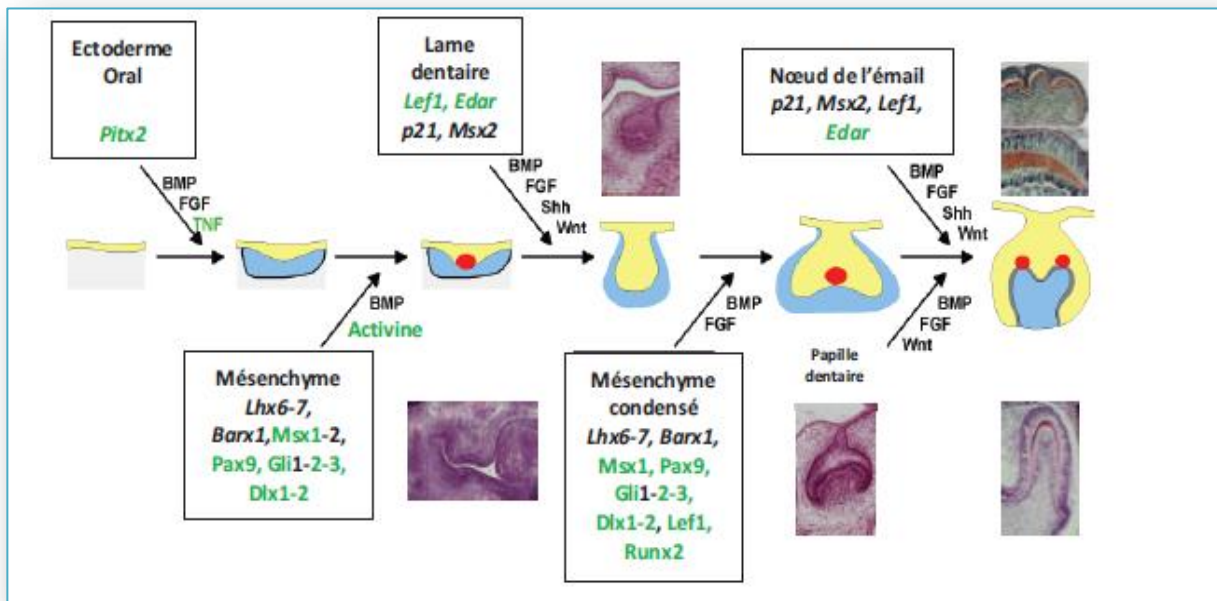 Ectoderme
Oral
Pitx2
BMP
FGF
TNF
Lame
dentaire
Lef1, Edar
p21, Msx2
BMP
FGF
Shh
Wnt
Nœud de l’émail
p21, Msx2, Lef1,
Edar
BMP
FGF
Shh
Wnt
BMP
Activine
Mésenchyme
Lhx6-7,
Barx1,Msx1-2,
Pax9, Gli1-2-3,
Dlx1-2
BMP
FGF
Mésenchyme
condensé
Lhx6-7, Barx1,
Msx1, Pax9,
Gli1-2-3,
Dlx1-2, Lef1,
Runx2
BMP
FGF
Wnt
Papille
dentaire